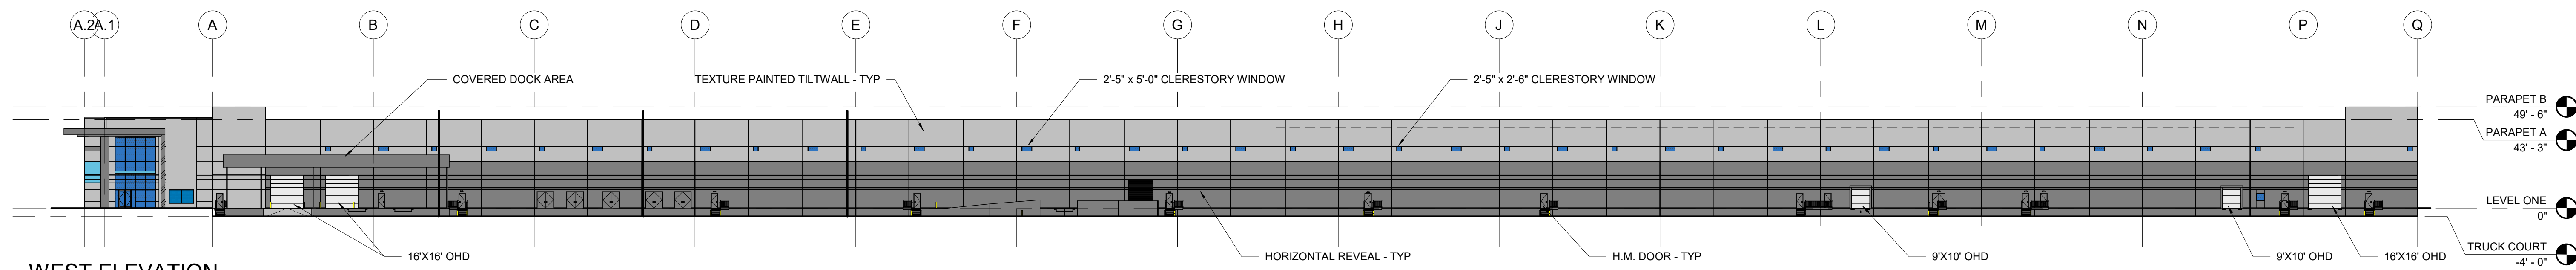 A.2
A.1
A
B
C
D
E
F
G
H
J
K
L
M
N
P
Q
COVERED DOCK AREA
TEXTURE PAINTED TILTWALL - TYP
2'-5" x 5'-0" CLERESTORY WINDOW
2'-5" x 2'-6" CLERESTORY WINDOW
PARAPET B
49' - 6"
PARAPET A
43' - 3"
LEVEL ONE
0"
TRUCK COURT
-4' - 0"
16'X16' OHD
HORIZONTAL REVEAL - TYP
H.M. DOOR - TYP
9'X10' OHD
9'X10' OHD
16'X16' OHD
WEST ELEVATION